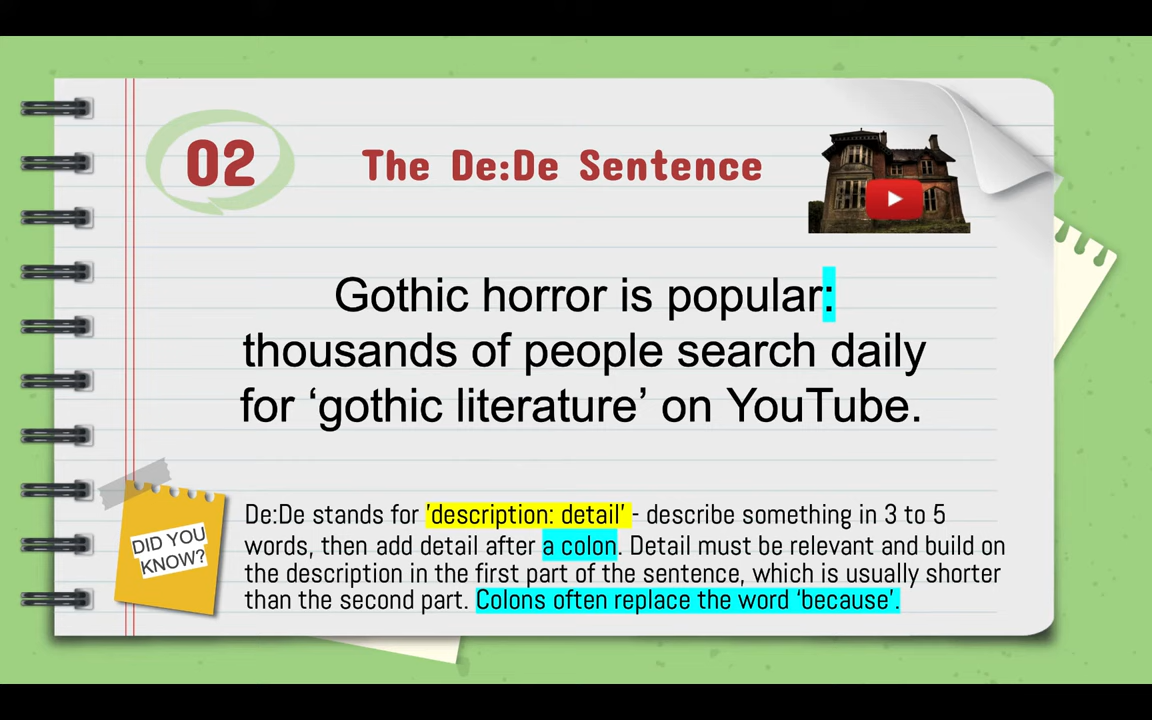 02
The De:De Sentence
Gothic horror is popular:
thousands of people search daily
for ‘gothic literature’ on YouTube.
DID YOU
KNOW?
De:De stands for 'description: detail’ - describe something in 3 to 5
words, then add detail after a colon. Detail must be relevant and build on
the description in the first part of the sentence, which is usually shorter
than the second part. Colons often replace the word ‘because’.